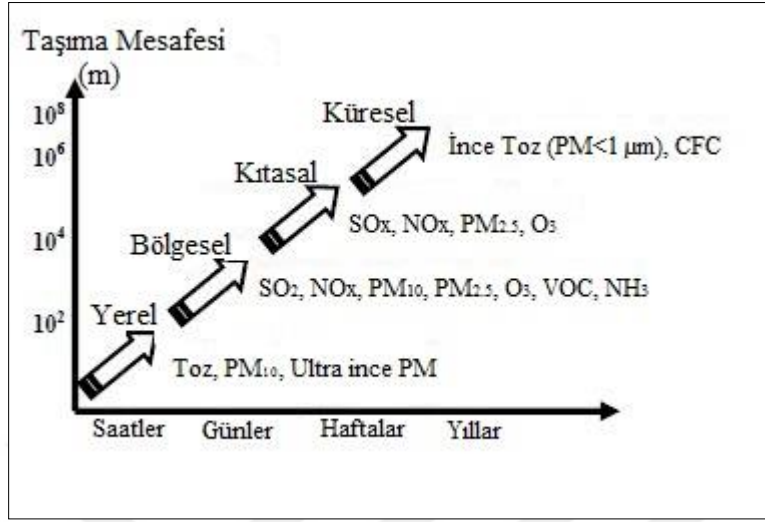 Taşıma Mesafesi
(m)
10⁸
Küresel
10⁶
İnce Toz (PM<1 µm), CFC
Kıtasal
SOx, NOx, PM2.5, O3
10⁴
Bölgesel
SO2, NOx, PM10, PM2.5, O3, VOC, NH3
10²
Yerel
Toz, PM10, Ultra ince PM
Saatler Günler Haftalar Yıllar